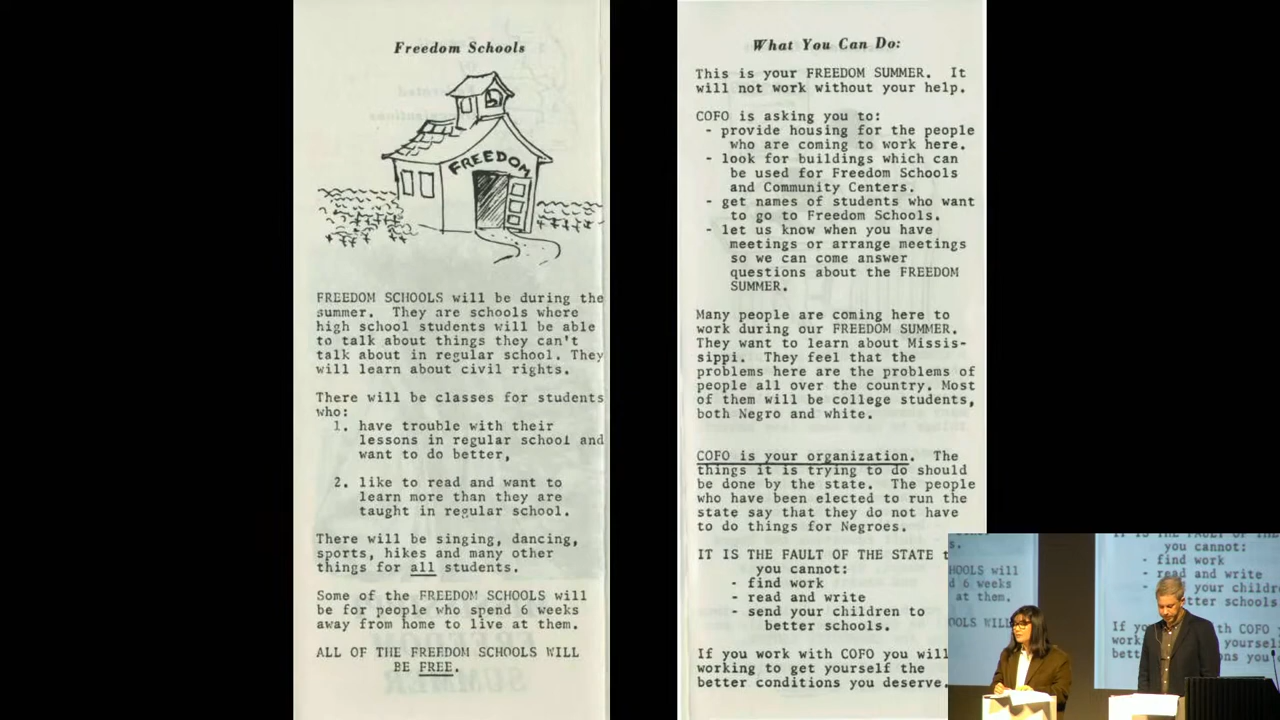 Freedom Schools
FREEDOM
FREEDOM SCHOOLS will be during the
summer. They are schools where
high school students will be able
to talk about things they can't
talk about in regular school. They
will learn about civil rights.
There will be classes for students
who:
1. have trouble with their
lessons in regular school and
want to do better,
2. like to read and want to
learn more than they are
taught in regular school.
There will be singing, dancing,
sports, hikes and many other
things for all students.
Some of the FREEDOM SCHOOLS will
be for people who spend 6 weeks
away from home to live at them.
ALL OF THE FREEDOM SCHOOLS WILL
BE FREE.
What You Can Do:
This is your FREEDOM SUMMER. It
will not work without your help.
COFO is asking you to:
- provide housing for the people
who are coming to work here.
- look for buildings which can
be used for Freedom Schools
and Community Centers.
- get names of students who want
to go to Freedom Schools.
- let us know when you have
meetings or arrange meetings
so we can come answer
questions about the FREEDOM
SUMMER.
Many people are coming here to
work during our FREEDOM SUMMER.
They want to learn about Missis-
sippi. They feel that the
problems here are the problems of
people all over the country. Most
of them will be college students,
both Negro and white.
COFO is your organization. The
things it is trying to do should
be done by the state. The people
who have been elected to run the
state say that they do not have
to do things for Negroes.
IT IS THE FAULT OF THE STATE
you cannot:
- find work
- read and write
- send your children to
better schools.
If you work with COFO you will
working to get yourself the
better conditions you deserve.
HOOLS will
d 6 weeks
at them.
OOLS WILL
you cannot:
- find work
- read and write